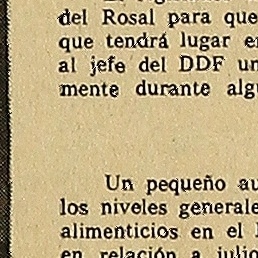 del Rosal para que
que tendrá lugar e
al jefe del DDF un
mente durante algu
Un pequeño au
los niveles generale
alimenticios en el
en relación a julio